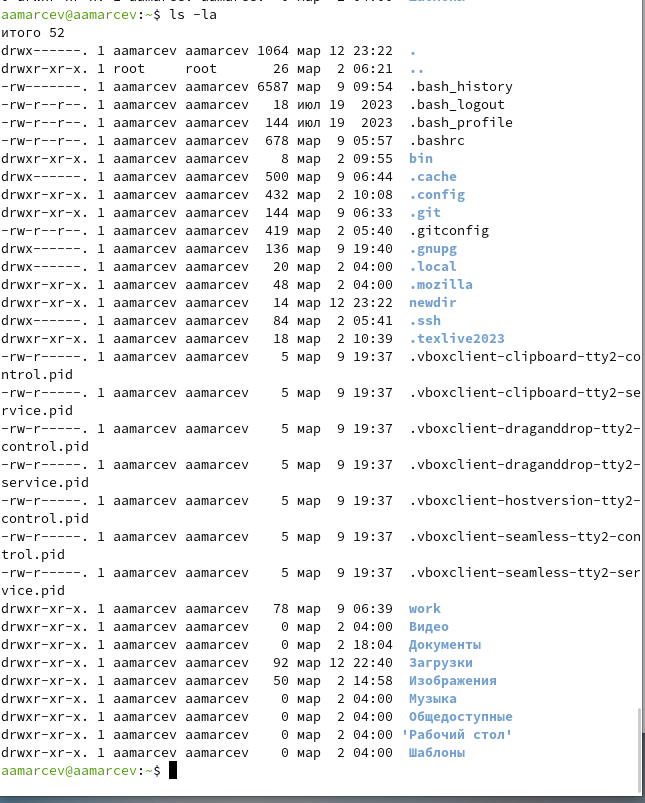 aamarcev@aamarcev:~$ ls -la
итого 52
drwx------. 1 aamarcev aamarcev 1064 мар 12 23:22 .
drwxr-xr-x. 1 root     root       26 мар  2 06:21 ..
-rw-------. 1 aamarcev aamarcev 6587 мар  9 09:54 .bash_history
-rw-r--r--. 1 aamarcev aamarcev   18 июл 19  2023 .bash_logout
-rw-r--r--. 1 aamarcev aamarcev  144 июл 19  2023 .bash_profile
-rw-r--r--. 1 aamarcev aamarcev  678 мар  9 05:57 .bashrc
drwxr-xr-x. 1 aamarcev aamarcev    8 мар  2 09:55 bin
drwx------. 1 aamarcev aamarcev  500 мар  9 06:44 .cache
drwxr-xr-x. 1 aamarcev aamarcev  432 мар  2 10:08 .config
drwxr-xr-x. 1 aamarcev aamarcev  144 мар  9 06:33 .git
-rw-r--r--. 1 aamarcev aamarcev  419 мар  2 05:40 .gitconfig
drwx------. 1 aamarcev aamarcev  136 мар  9 19:40 .gnupg
drwx------. 1 aamarcev aamarcev   20 мар  2 04:00 .local
drwxr-xr-x. 1 aamarcev aamarcev   48 мар  2 04:00 .mozilla
drwxr-xr-x. 1 aamarcev aamarcev   14 мар 12 23:22 newdir
drwx------. 1 aamarcev aamarcev   84 мар  2 05:41 .ssh
drwxr-xr-x. 1 aamarcev aamarcev   18 мар  2 10:39 .texlive2023
-rw-r-----. 1 aamarcev aamarcev    5 мар  9 19:37 .vboxclient-clipboard-tty2-co
ntrol.pid
-rw-r-----. 1 aamarcev aamarcev    5 мар  9 19:37 .vboxclient-clipboard-tty2-se
rvice.pid
-rw-r-----. 1 aamarcev aamarcev    5 мар  9 19:37 .vboxclient-draganddrop-tty2-
control.pid
-rw-r-----. 1 aamarcev aamarcev    5 мар  9 19:37 .vboxclient-draganddrop-tty2-
service.pid
-rw-r-----. 1 aamarcev aamarcev    5 мар  9 19:37 .vboxclient-hostversion-tty2-
control.pid
-rw-r-----. 1 aamarcev aamarcev    5 мар  9 19:37 .vboxclient-seamless-tty2-con
trol.pid
-rw-r-----. 1 aamarcev aamarcev    5 мар  9 19:37 .vboxclient-seamless-tty2-ser
vice.pid
drwxr-xr-x. 1 aamarcev aamarcev   78 мар  9 06:39 work
drwxr-xr-x. 1 aamarcev aamarcev    0 мар  2 04:00 Видео
drwxr-xr-x. 1 aamarcev aamarcev    0 мар  2 18:04 Документы
drwxr-xr-x. 1 aamarcev aamarcev   92 мар 12 22:40 Загрузки
drwxr-xr-x. 1 aamarcev aamarcev   50 мар  2 14:58 Изображения
drwxr-xr-x. 1 aamarcev aamarcev    0 мар  2 04:00 Музыка
drwxr-xr-x. 1 aamarcev aamarcev    0 мар  2 04:00 Общедоступные
drwxr-xr-x. 1 aamarcev aamarcev    0 мар  2 04:00 'Рабочий стол'
drwxr-xr-x. 1 aamarcev aamarcev    0 мар  2 04:00 Шаблоны
aamarcev@aamarcev:~$